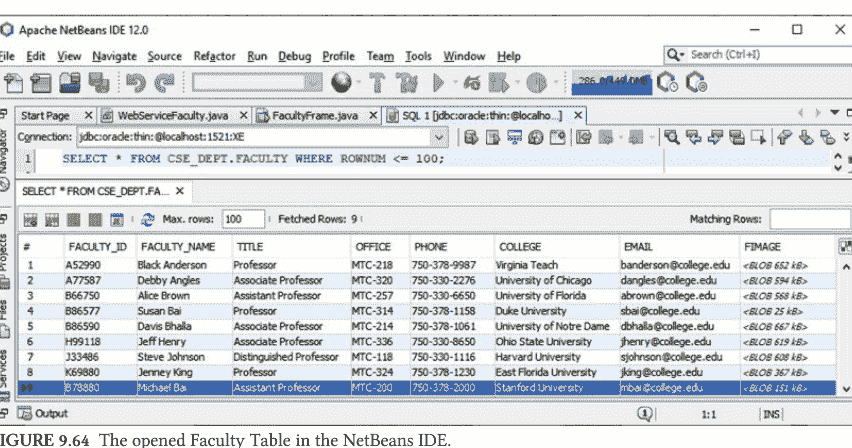 Apache NetBeans IDE 12.0
File Edit View Navigate Source Refactor Run Debug Profile Team Tools Window Help
Search (Ctrl+I)
Start Page WebServiceFaculty.java FacultyFrame.java SQL 1 [jdbc:oracle:thin:@localho...]
Connection: jdbc:oracle:thin:@localhost:1521:XE
1 SELECT * FROM CSE_DEPT.FACULTY WHERE ROWNUM <= 100;
SELECT * FROM CSE_DEPT.FA...
Max. rows: 100 Fetched Rows: 9 Matching Rows:
# FACULTY_ID FACULTY_NAME TITLE OFFICE PHONE COLLEGE EMAIL FIMAGE
1 A52990 Black Anderson Professor MTC-218 750-378-9987 Virginia Teach banderson@college.edu <BLOB 652 kB>
2 A77587 Debby Angles Associate Professor MTC-320 750-330-2276 University of Chicago dangles@college.edu <BLOB 594 kB>
3 B66750 Alice Brown Assistant Professor MTC-257 750-330-6650 University of Florida abrown@college.edu <BLOB 568 kB>
4 B86577 Susan Bai Professor MTC-314 750-378-1158 Duke University sbai@college.edu <BLOB 25 kB>
5 B86590 Davis Bhalla Associate Professor MTC-214 750-378-1061 University of Notre Dame dbhalla@college.edu <BLOB 667 kB>
6 H99118 Jeff Henry Associate Professor MTC-336 750-330-8650 Ohio State University jhenry@college.edu <BLOB 619 kB>
7 J33486 Steve Johnson Distinguished Professor MTC-118 750-330-1116 Harvard University sjohnson@college.edu <BLOB 608 kB>
8 K69880 Jenney King Professor MTC-324 750-378-1230 East Florida University jking@college.edu <BLOB 367 kB>
B78880 Michael Bai Assistant Professor MTC-200 750-378-2000 Stanford University mbai@college.edu <BLOB 151 kB>
Navigator
Projects
Files
Services
Output 1:1 INS
IGURE 9.64 The opened Faculty Table in the NetBeans IDE.